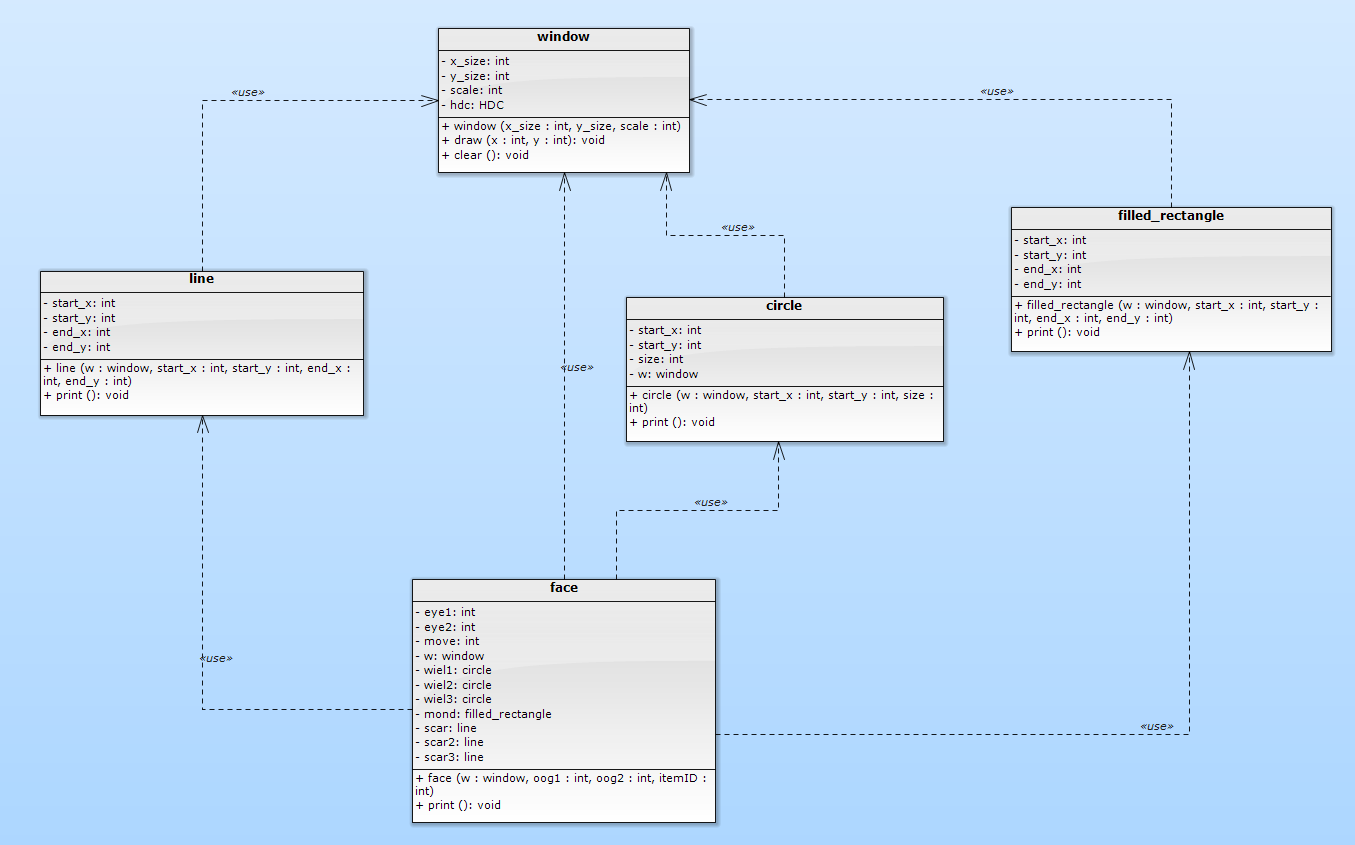 window
- x_size: int
- y_size: int
- scale: int
- hdc: HDC
+ window (x_size : int, y_size, scale : int)
+ draw (x : int, y : int): void
+ clear (): void
«use»
«use»
«use»
filled_rectangle
- start_x: int
- start_y: int
- end_x: int
- end_y: int
+ filled_rectangle (w : window, start_x : int, start_y :
int, end_x : int, end_y : int)
+ print (): void
line
- start_x: int
- start_y: int
- end_x: int
- end_y: int
+ line (w : window, start_x : int, start_y : int, end_x :
int, end_y : int)
+ print (): void
circle
- start_x: int
- start_y: int
- size: int
- w: window
+ circle (w : window, start_x : int, start_y : int, size :
int)
+ print (): void
«use»
«use»
face
- eye1: int
- eye2: int
- move: int
- w: window
- wiel1: circle
- wiel2: circle
- wiel3: circle
- mond: filled_rectangle
- scar: line
- scar2: line
- scar3: line
+ face (w : window, oog1 : int, oog2 : int, itemID :
int)
+ print (): void
«use»
«use»